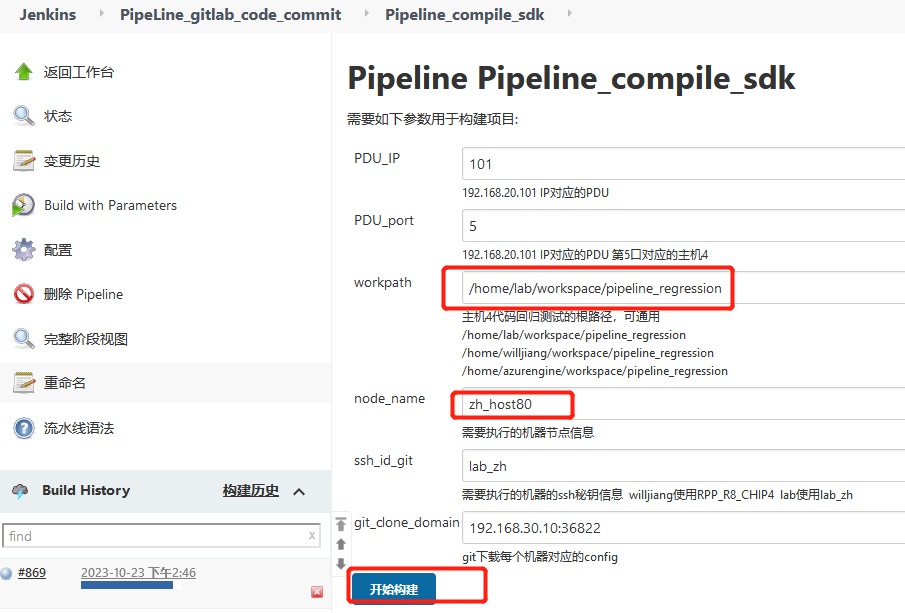 Jenkins PipeLine_gitlab_code_commit Pipeline_compile_sdk
返回工作台
状态
变更历史
Build with Parameters
配置
删除 Pipeline
完整阶段视图
重命名
流水线语法
Build History 构建历史
find x
#869 2023-10-23 下午2:46
Pipeline Pipeline_compile_sdk
需要如下参数用于构建项目:
PDU_IP
101
192.168.20.101 IP对应的PDU
PDU_port
5
192.168.20.101 IP对应的PDU 第5口对应的主机4
workpath
/home/lab/workspace/pipeline_regression
主机4代码回归测试的根路径，可通用
/home/lab/workspace/pipeline_regression
/home/willjiang/workspace/pipeline_regression
/home/azurengine/workspace/pipeline_regression
node_name
zh_host80
需要执行的机器节点信息
ssh_id_git
lab_zh
需要执行的机器的ssh秘钥信息 willjiang使用RPP_R8_CHIP4 lab使用lab_zh
git_clone_domain
192.168.30.10:36822
git下载每个机器对应的config
开始构建